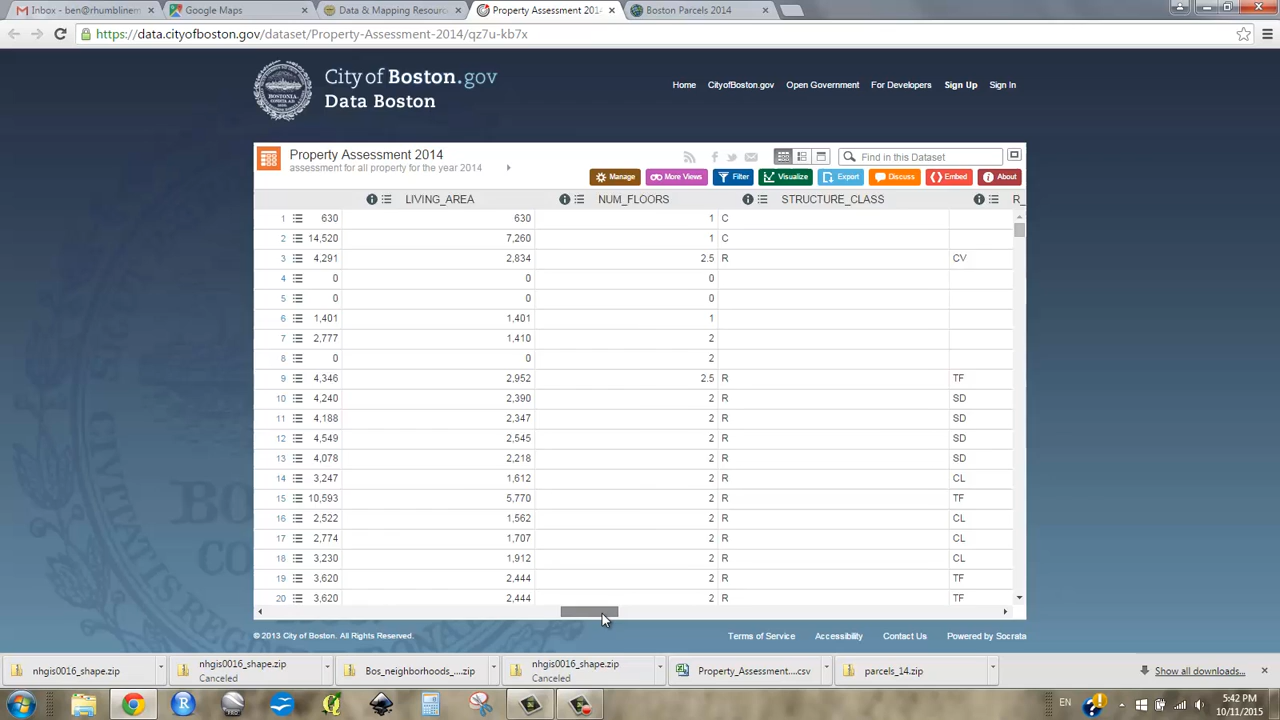 Inbox - ben@rhumblinem
Google Maps
Data & Mapping Resourc
Property Assessment 201
Boston Parcels 2014
https://data.cityofboston.gov/dataset/Property-Assessment-2014/qz7u-kb7x
City of Boston.gov
Data Boston
Home CityofBoston.gov Open Government For Developers Sign Up Sign In
Property Assessment 2014
assessment for all property for the year 2014
Find in this Dataset
Manage More Views Filter Visualize Export Discuss Embed About
LIVING_AREA NUM_FLOORS STRUCTURE_CLASS R_
1 630 630 1 C
2 14,520 7,260 1 C
3 4,291 2,834 2.5 R CV
4 0 0 0
5 0 0 0
6 1,401 1,401 1
7 2,777 1,410 2
8 0 0 2
9 4,346 2,952 2.5 R TF
10 4,240 2,390 2 R SD
11 4,188 2,347 2 R SD
12 4,549 2,545 2 R SD
13 4,078 2,218 2 R SD
14 3,247 1,612 2 R CL
15 10,593 5,770 2 R TF
16 2,522 1,562 2 R CL
17 2,774 1,707 2 R CL
18 3,230 1,912 2 R CL
19 3,620 2,444 2 R TF
20 3,620 2,444 2 R TF
© 2013 City of Boston. All Rights Reserved. Terms of Service Accessibility Contact Us Powered by Socrata
nhgis0016_shape.zip
nhgis0016_shape.zip
Canceled
Bos_neighborhoods_....zip
nhgis0016_shape.zip
Canceled
Property_Assessment....csv
parcels_14.zip
Show all downloads...
EN
5:42 PM
10/11/2015